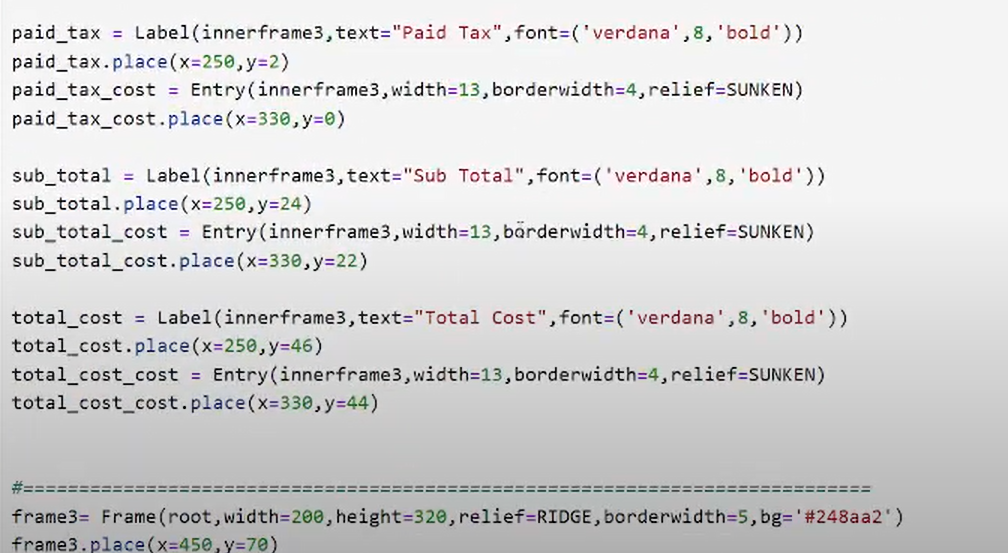 paid_tax = Label(innerframe3,text="Paid Tax",font=('verdana',8,'bold'))
paid_tax.place(x=250,y=2)
paid_tax_cost = Entry(innerframe3,width=13,borderwidth=4,relief=SUNKEN)
paid_tax_cost.place(x=330,y=0)
sub_total = Label(innerframe3,text="Sub Total",font=('verdana',8,'bold'))
sub_total.place(x=250,y=24)
sub_total_cost = Entry(innerframe3,width=13,borderwidth=4,relief=SUNKEN)
sub_total_cost.place(x=330,y=22)
total_cost = Label(innerframe3,text="Total Cost",font=('verdana',8,'bold'))
total_cost.place(x=250,y=46)
total_cost_cost = Entry(innerframe3,width=13,borderwidth=4,relief=SUNKEN)
total_cost_cost.place(x=330,y=44)
#============================================================================
frame3= Frame(root,width=200,height=320,relief=RIDGE,borderwidth=5,bg='#248aa2')
frame3.place(x=450,y=70)